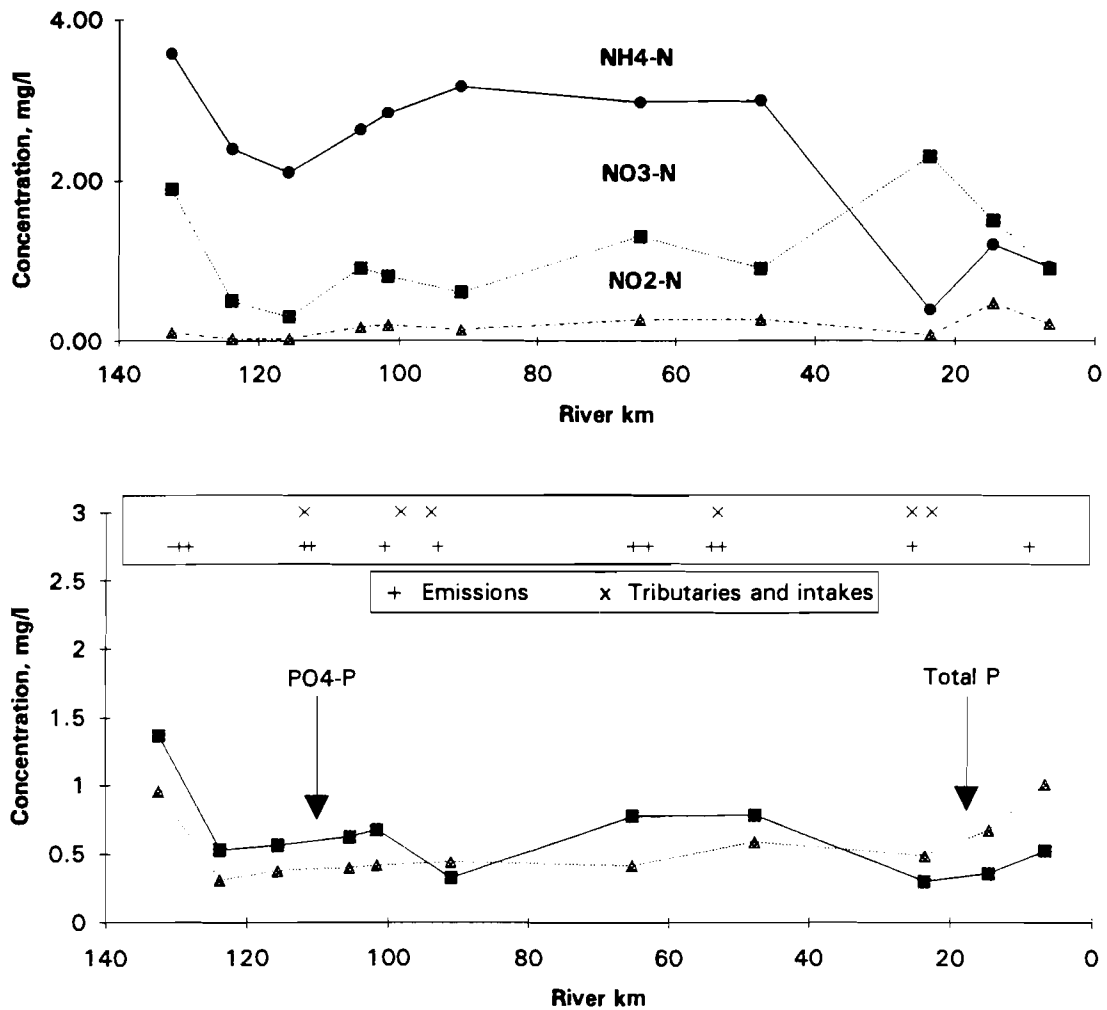 4.00
NH4-N
Concentration, mg/l
2.00
NO3-N
NO2-N
0.00
140 120 100 80 60 40 20 0
River km
3
2.5
+ Emissions x Tributaries and intakes
2
Concentration, mg/l
PO4-P
Total P
1.5
1
0.5
0
140 120 100 80 60 40 20 0
River km